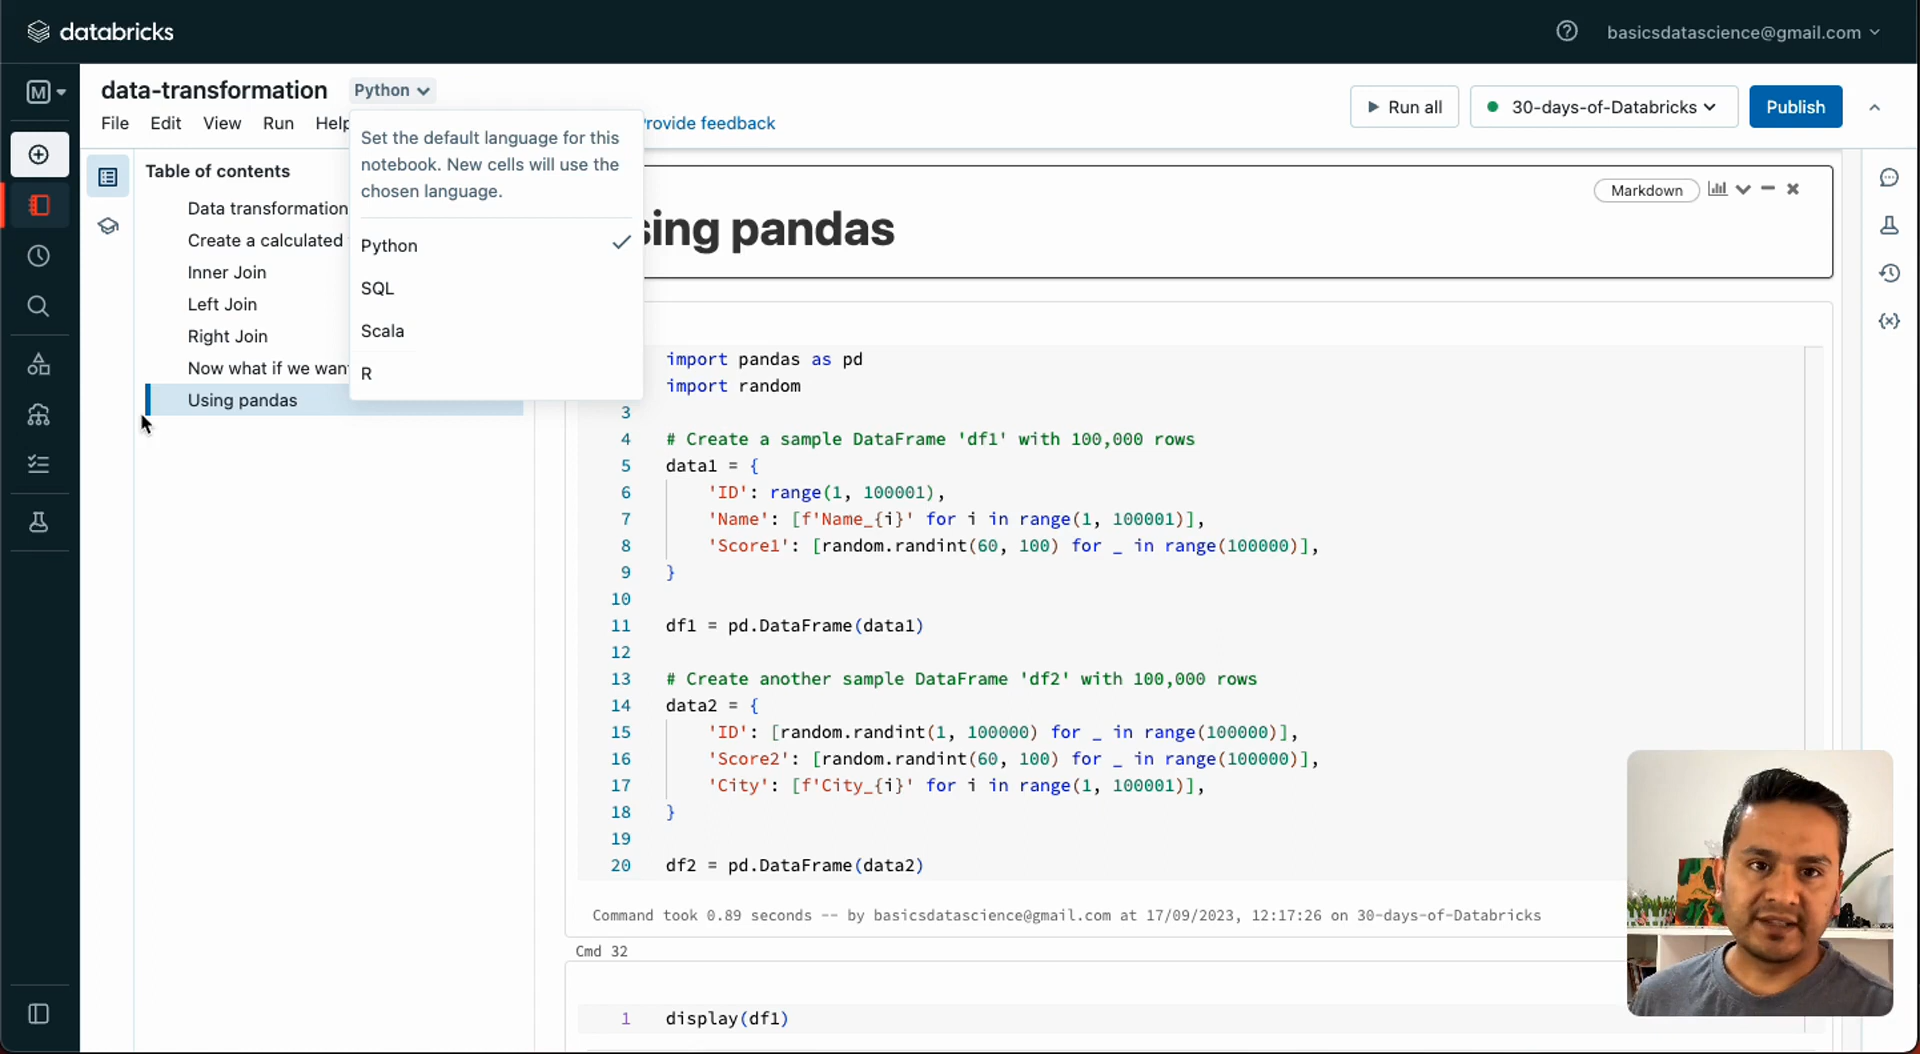 databricks
basicsdatascience@gmail.com
M
data-transformation
Python
File Edit View Run Help
Provide feedback
Run all
30-days-of-Databricks
Publish
Set the default language for this
notebook. New cells will use the
chosen language.
Python
SQL
Scala
R
Table of contents
Data transformation
Create a calculated
Inner Join
Left Join
Right Join
Now what if we want
Using pandas
Markdown
sing pandas
import pandas as pd
import random
3
4 # Create a sample DataFrame 'df1' with 100,000 rows
5 data1 = {
6 'ID': range(1, 100001),
7 'Name': [f'Name_{i}' for i in range(1, 100001)],
8 'Score1': [random.randint(60, 100) for _ in range(100000)],
9 }
10
11 df1 = pd.DataFrame(data1)
12
13 # Create another sample DataFrame 'df2' with 100,000 rows
14 data2 = {
15 'ID': [random.randint(1, 100000) for _ in range(100000)],
16 'Score2': [random.randint(60, 100) for _ in range(100000)],
17 'City': [f'City_{i}' for i in range(1, 100001)],
18 }
19
20 df2 = pd.DataFrame(data2)
Command took 0.89 seconds -- by basicsdatascience@gmail.com at 17/09/2023, 12:17:26 on 30-days-of-Databricks
Cmd 32
1 display(df1)